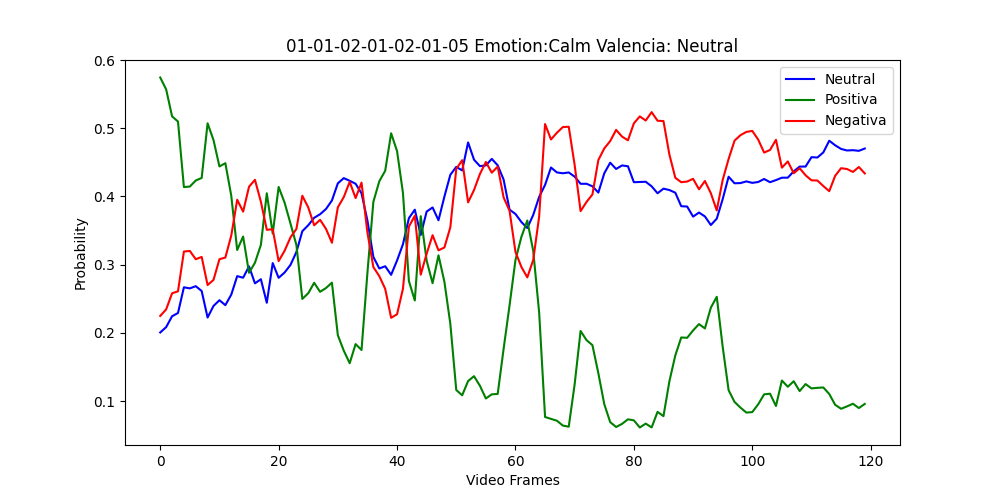 01-01-02-01-02-01-05 Emotion:Calm Valencia: Neutral
Probability
0.6
0.5
0.4
0.3
0.2
0.1
Neutral
Positiva
Negativa
0 20 40 60 80 100 120
Video Frames